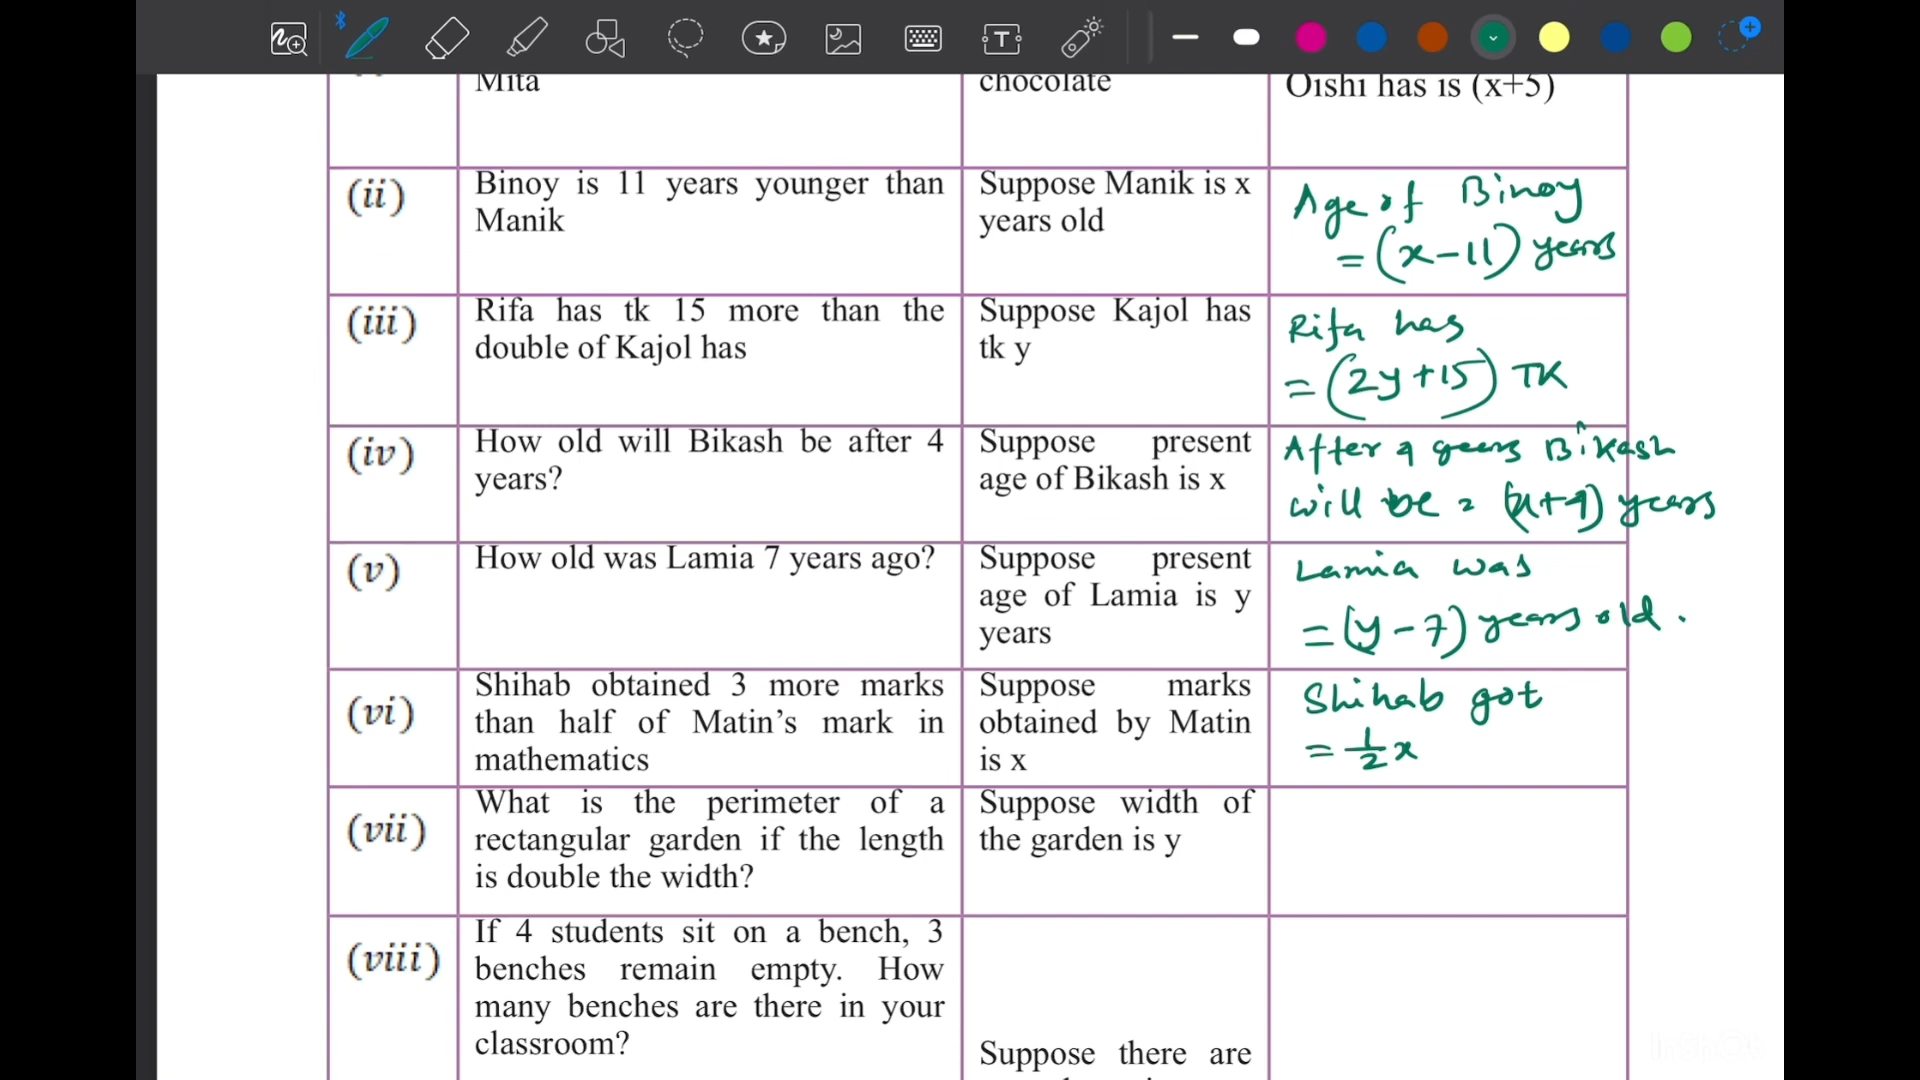 Mita
chocolate
Oishi has is (x+5)
(ii)
Binoy is 11 years younger than
Manik
Suppose Manik is x
years old
Age of Binoy
= (x-11) years
(iii)
Rifa has tk 15 more than the
double of Kajol has
Suppose Kajol has
tk y
Rifa has
= (2y+15) TK
(iv)
How old will Bikash be after 4
years?
Suppose present
age of Bikash is x
After 4 years Bikash
will be = (x+4) years
(v)
How old was Lamia 7 years ago?
Suppose present
age of Lamia is y
years
Lamia was
= (y-7) years old.
(vi)
Shihab obtained 3 more marks
than half of Matin's mark in
mathematics
Suppose marks
obtained by Matin
is x
Shihab got
= 1/2 x
(vii)
What is the perimeter of a
rectangular garden if the length
is double the width?
Suppose width of
the garden is y
(viii)
If 4 students sit on a bench, 3
benches remain empty. How
many benches are there in your
classroom?
Suppose there are